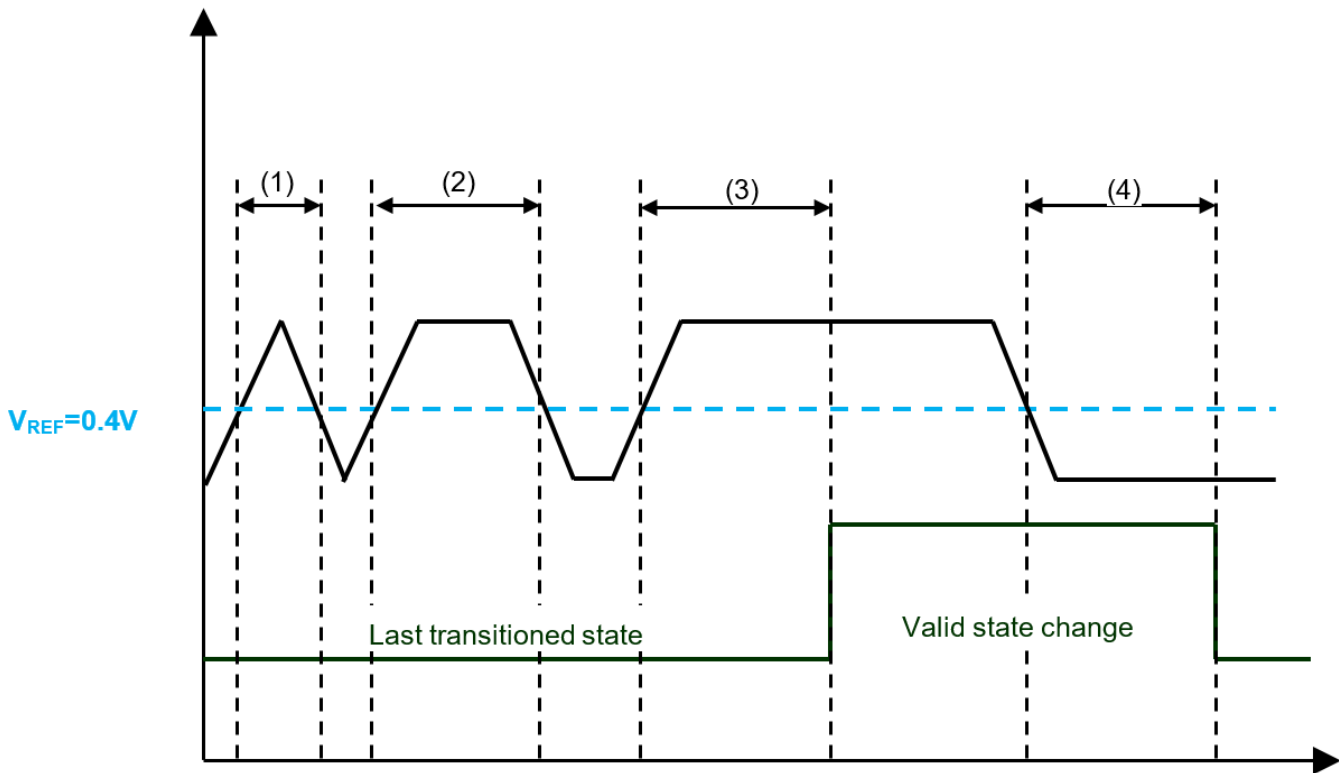 (1)
(2)
(3)
(4)
VREF=0.4V
Last transitioned state
Valid state change